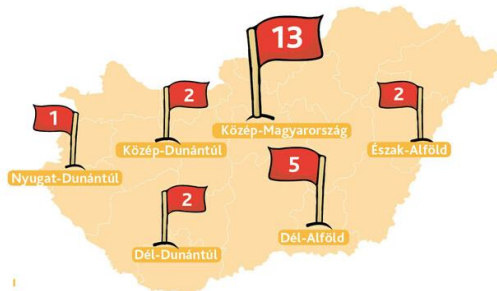 13
Közép-Magyarország
1
Nyugat-Dunántúl
2
Közép-Dunántúl
2
Észak-Alföld
5
Dél-Alföld
2
Dél-Dunántúl